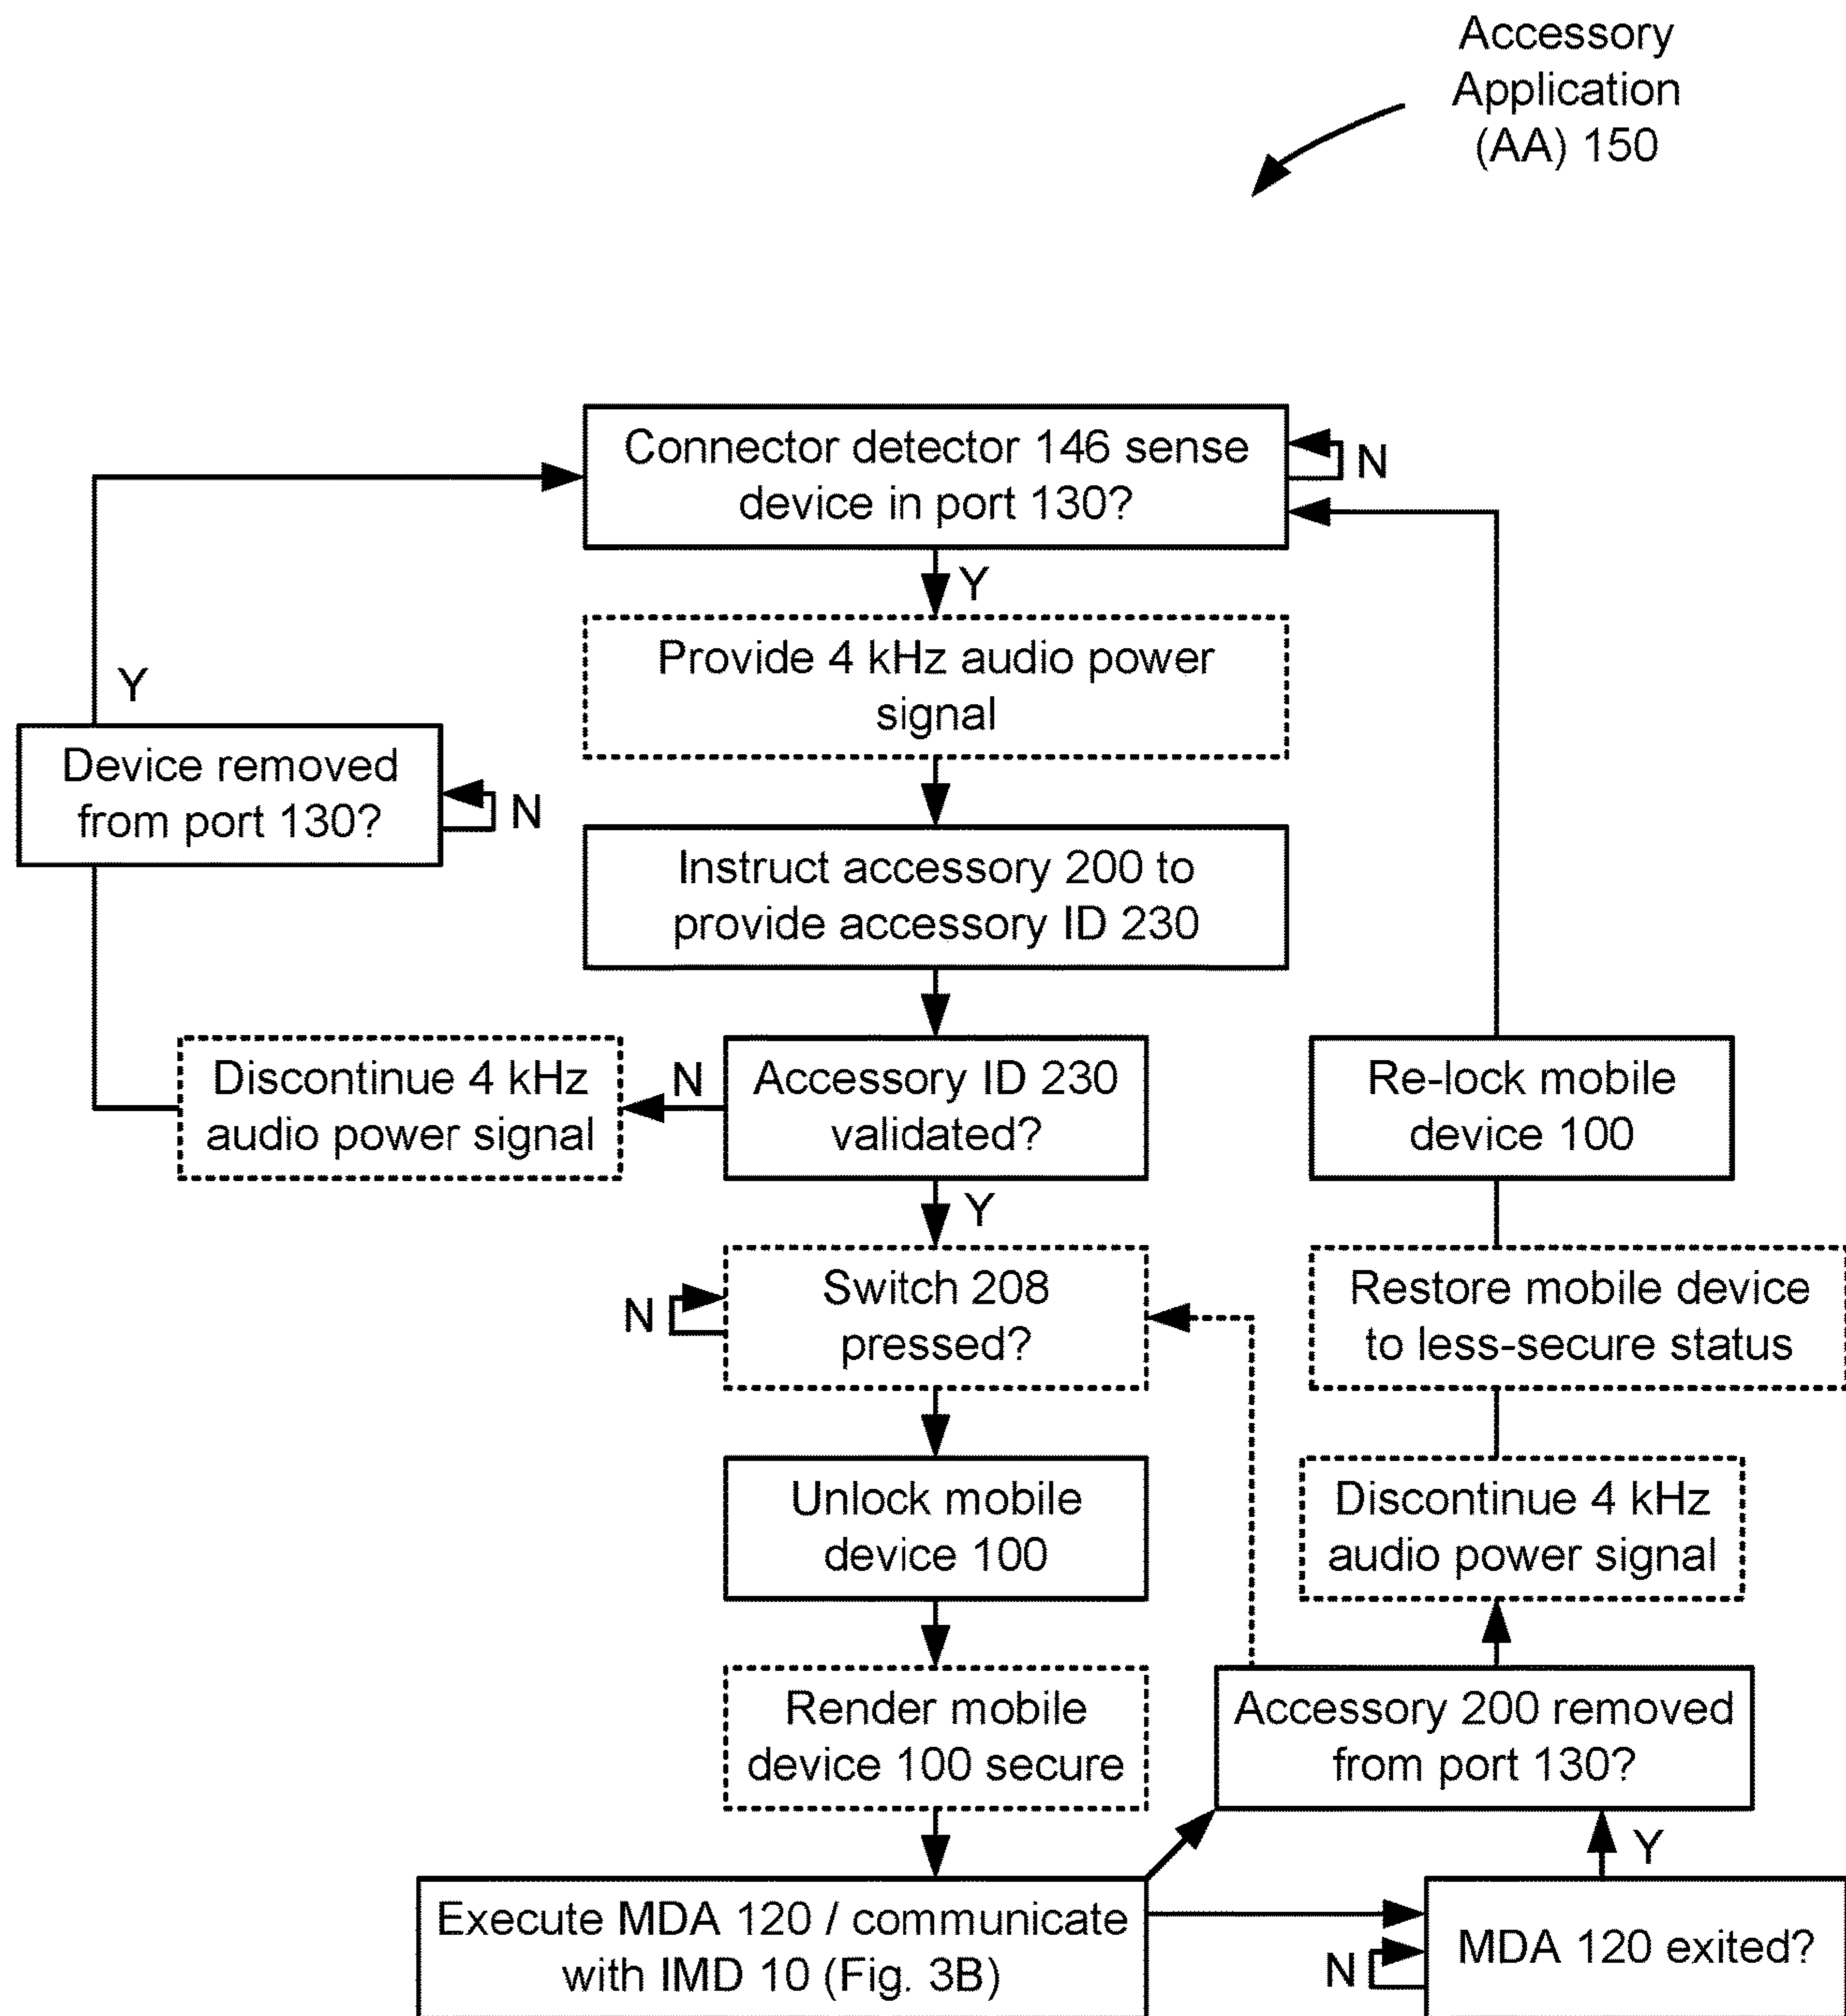 Accessory
Application
(AA) 150
Connector detector 146 sense
device in port 130?
N
Y
Provide 4 kHz audio power
signal
Y
Device removed
from port 130?
N
Instruct accessory 200 to
provide accessory ID 230
Discontinue 4 kHz
audio power signal
N
Accessory ID 230
validated?
Re-lock mobile
device 100
Y
N
Switch 208
pressed?
Restore mobile device
to less-secure status
Unlock mobile
device 100
Discontinue 4 kHz
audio power signal
Render mobile
device 100 secure
Accessory 200 removed
from port 130?
Y
Execute MDA 120 / communicate
with IMD 10 (Fig. 3B)
MDA 120 exited?
N